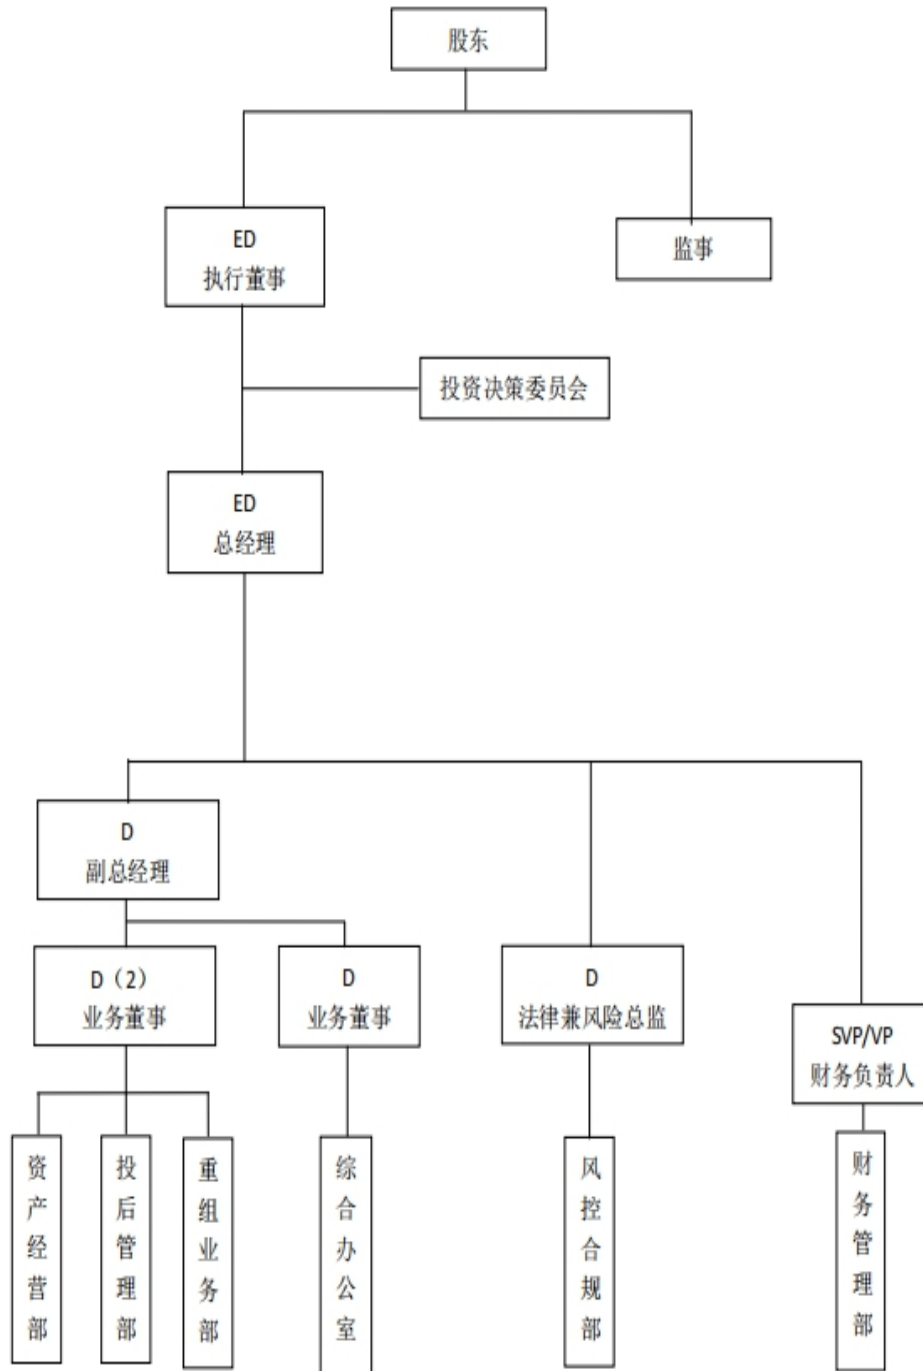 股东
ED
执行董事
监事
投资决策委员会
ED
总经理
D
副总经理
D（2）
业务董事
D
业务董事
D
法律兼风险总监
SVP/VP
财务负责人
资产经营部
投后管理部
重组业务部
综合办公室
风控合规部
财务管理部